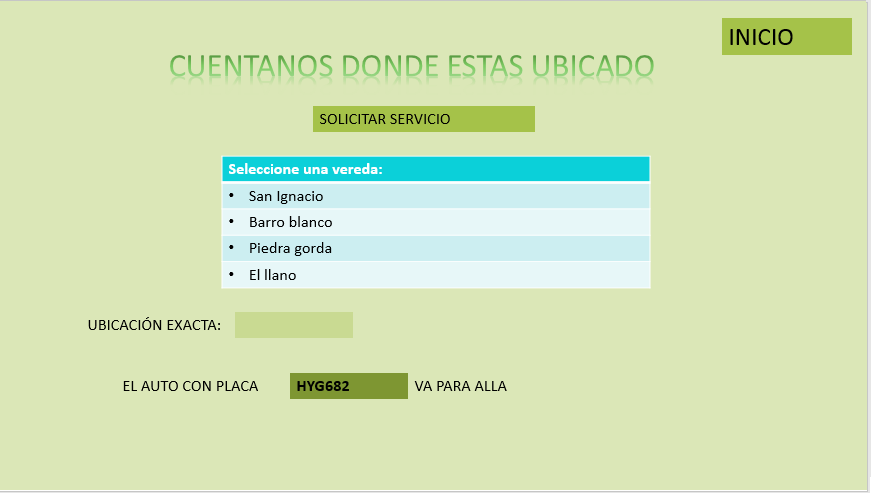 INICIO
CUENTANOS DONDE ESTAS UBICADO
SOLICITAR SERVICIO
Seleccione una vereda:
• San Ignacio
• Barro blanco
• Piedra gorda
• El llano
UBICACIÓN EXACTA:
EL AUTO CON PLACA HYG682 VA PARA ALLA